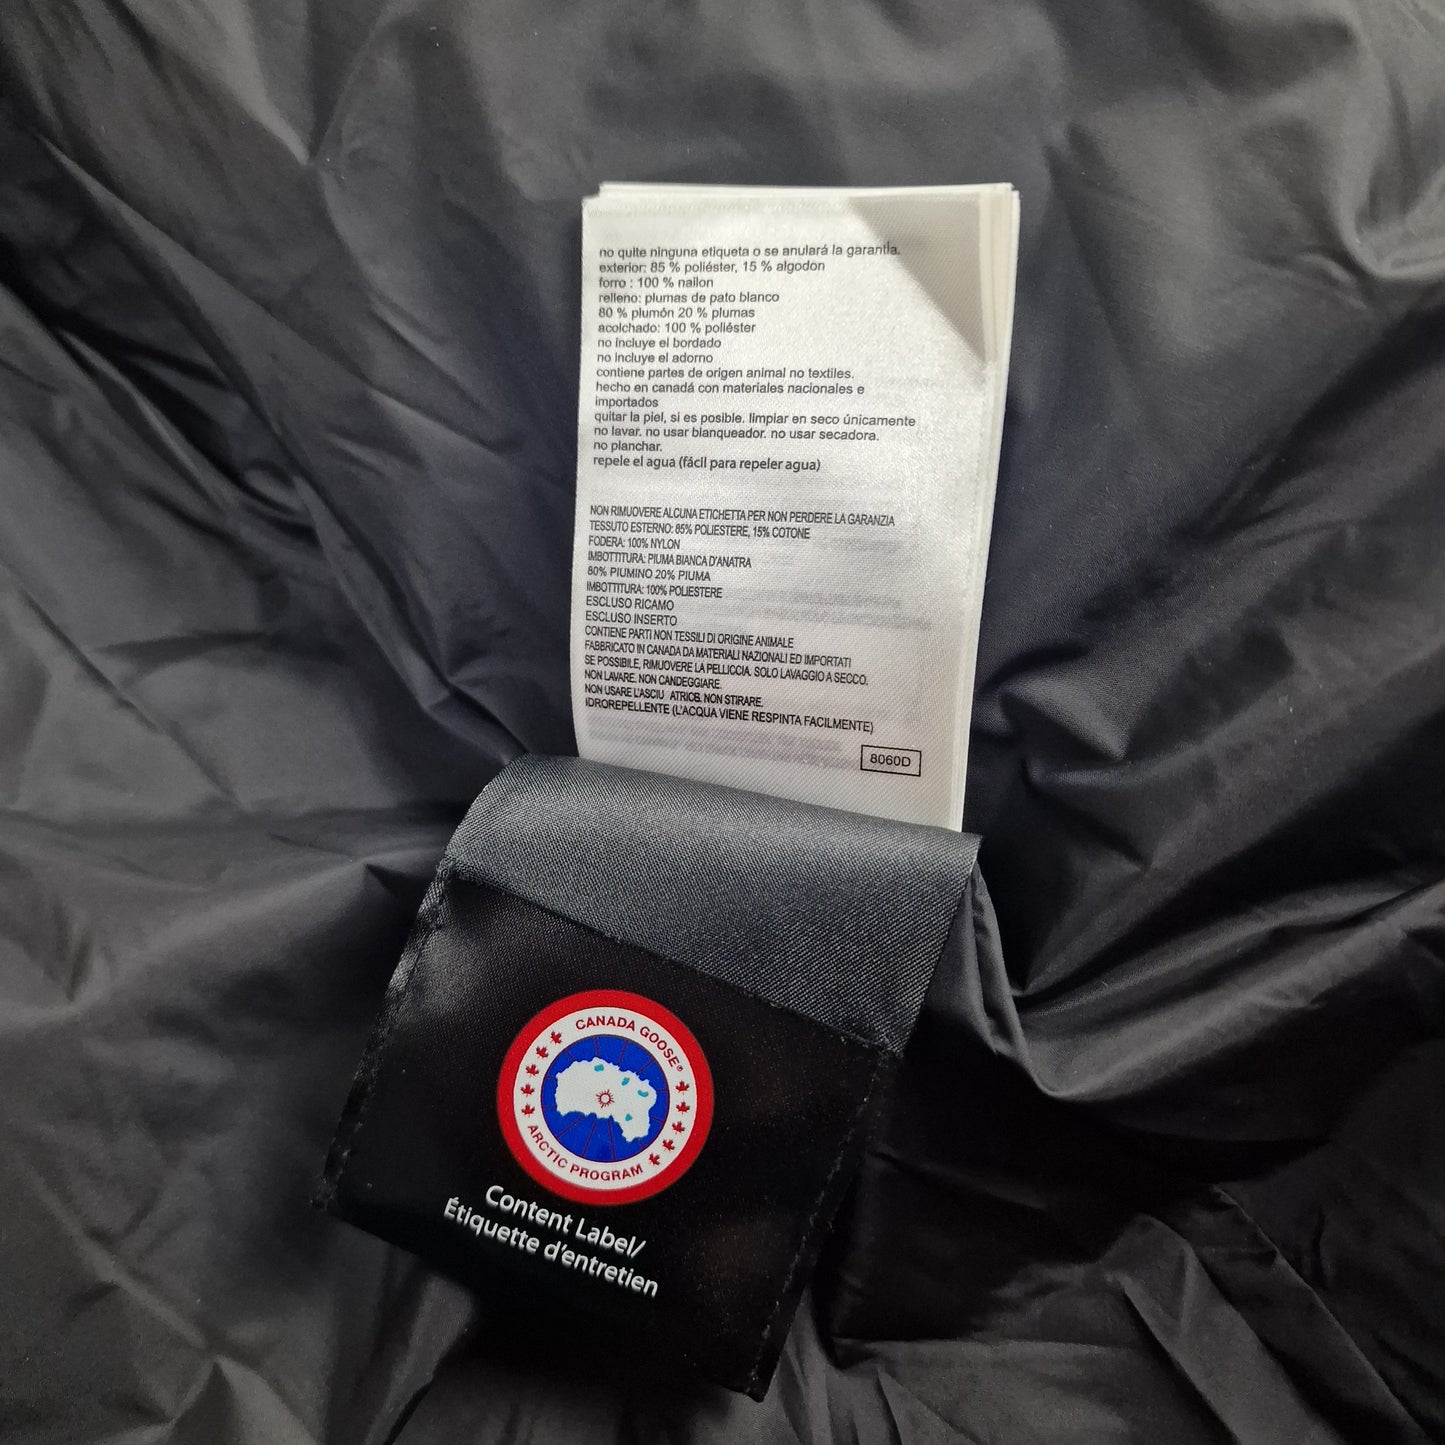 no quite ninguna etiqueta o se anulará la garantía.
exterior: 85 % poliéster, 15 % algodon
forro : 100 % nailon
relleno: plumas de pato blanco
80 % plumón 20 % plumas
acolchado: 100 % poliéster
no incluye el bordado
no incluye el adorno
contiene partes de origen animal no textiles.
hecho en canadá con materiales nacionales e
importados
quitar la piel, si es posible. limpiar en seco únicamente
no lavar. no usar blanqueador. no usar secadora.
no planchar.
repele el agua (fácil para repeler agua)
NON RIMUOVERE ALCUNA ETICHETTA PER NON PERDERE LA GARANZIA
TESSUTO ESTERNO: 85% POLIESTERE, 15% COTONE
FODERA: 100% NYLON
IMBOTTITURA: PIUMA BIANCA D'ANATRA
80% PIUMINO 20% PIUMA
IMBOTTITURA: 100% POLIESTERE
ESCLUSO RICAMO
ESCLUSO INSERTO
CONTIENE PARTI NON TESSILI DI ORIGINE ANIMALE
FABBRICATO IN CANADA DA MATERIALI NAZIONALI ED IMPORTATI
SE POSSIBILE, RIMUOVERE LA PELLICCIA. SOLO LAVAGGIO A SECCO.
NON LAVARE. NON CANDEGGIARE.
NON USARE L'ASCIU ATRICB. NON STIRARE.
IDROREPELLENTE (L'ACQUA VIENE RESPINTA FACILMENTE)
8060D
CANADA GOOSE®
ARCTIC PROGRAM
Content Label/
Étiquette d'entretien